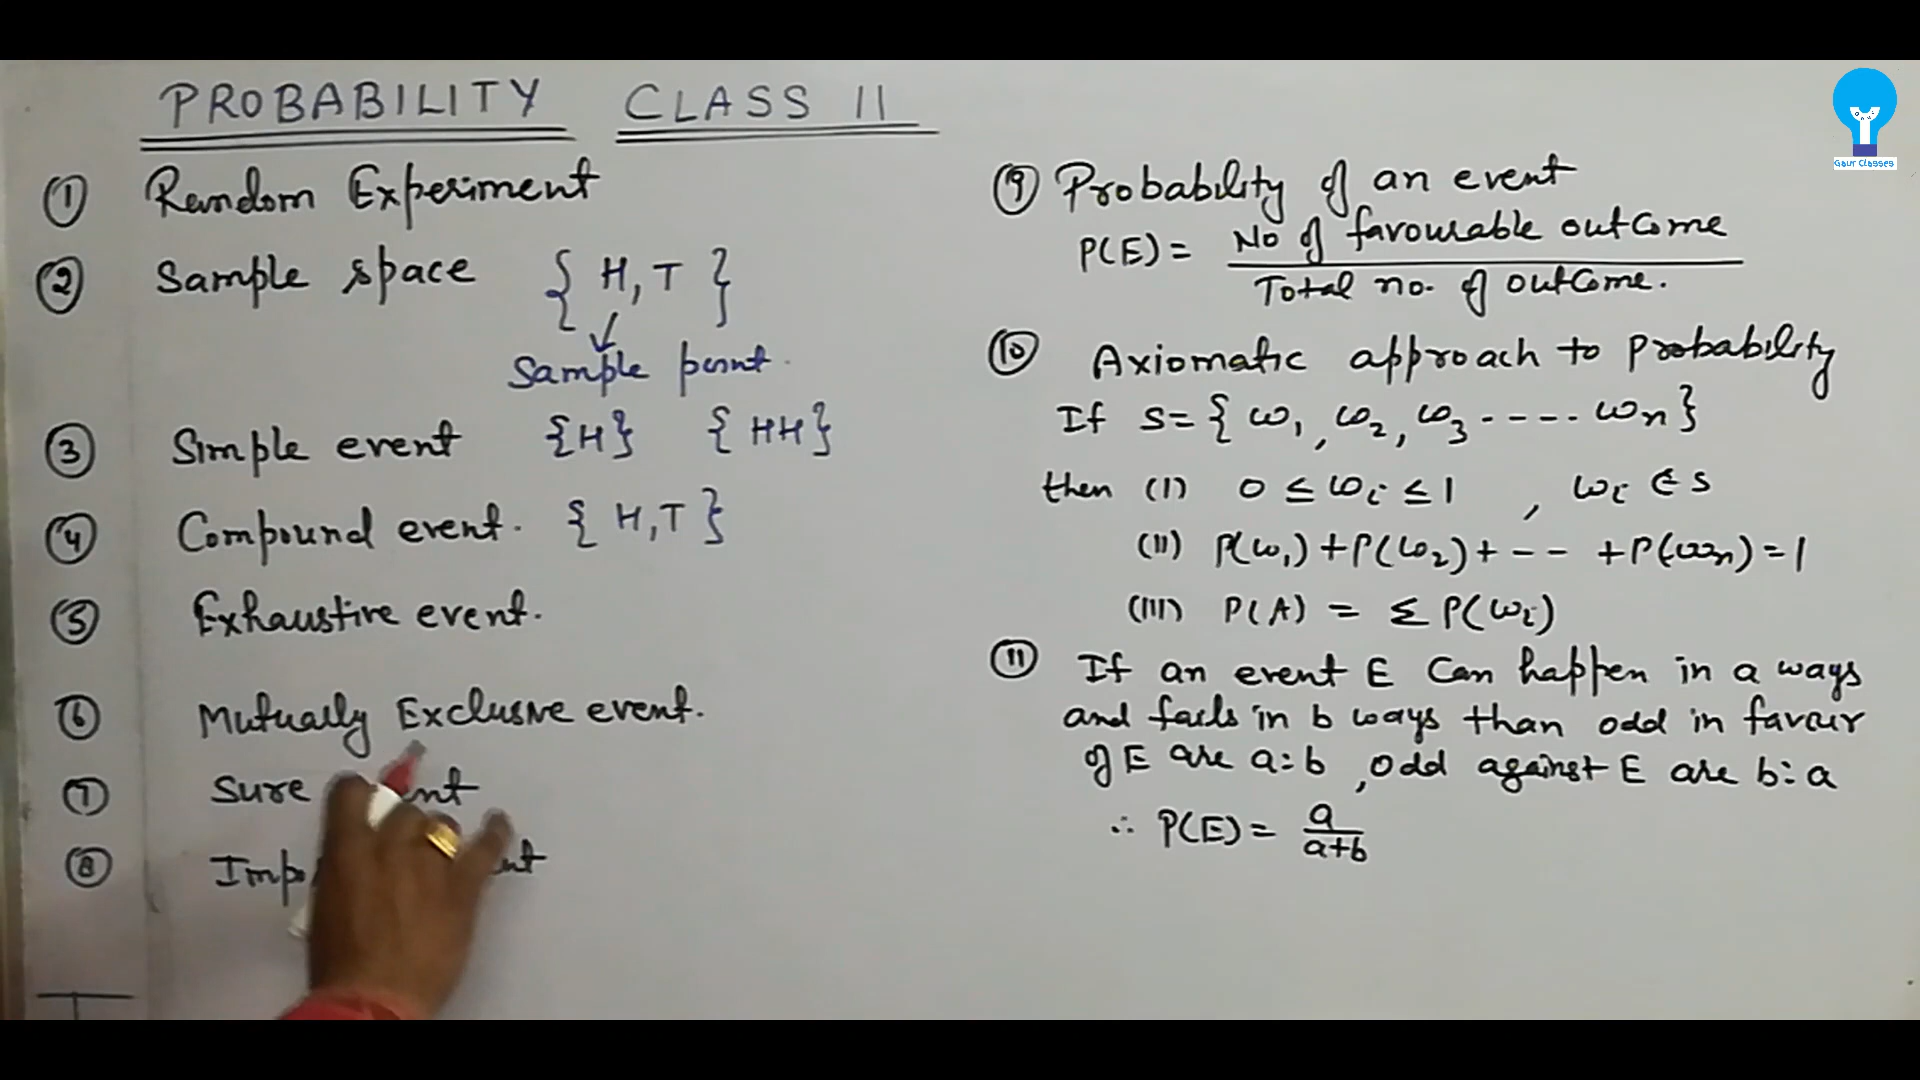 PROBABILITY CLASS 11
① Random Experiment
② Sample space { H, T }
Sample point.
③ Simple event {H} {HH}
④ Compound event. { H, T }
⑤ Exhaustive event.
⑥ Mutually Exclusive event.
⑦ Sure
⑧
⑨ Probability of an event
P(E) = No of favourable outcome
Total no. of outcome.
⑩ Axiomatic approach to Probability
If S = { ω₁, ω₂, ω₃ ----- ωn }
then (I) 0 ≤ ωi ≤ 1 , ωi ∈ S
(II) P(ω₁) + P(ω₂) + -- + P(ωn) = 1
(III) P(A) = Σ P(ωi)
⑪ If an event E Can happen in a ways
and fails in b ways than odd in favour
of E are a:b , odd against E are b:a
∴ P(E) = a
a+b
Gaur Classes